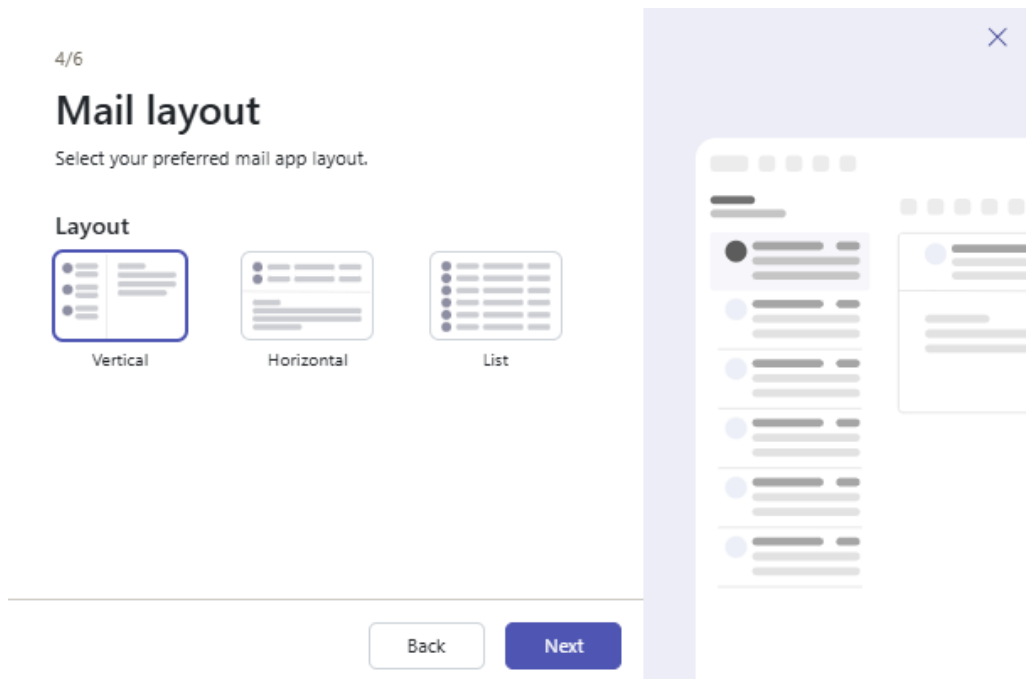 4/6
Mail layout
Select your preferred mail app layout.
Layout
Vertical
Horizontal
List
Back
Next